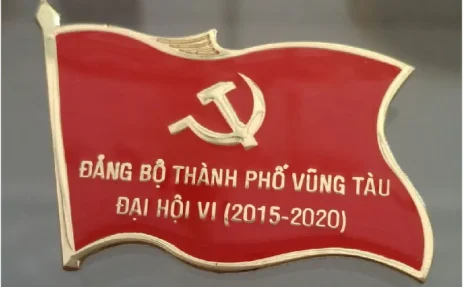 ĐẢNG BỘ THÀNH PHỐ VŨNG TÀU
ĐẠI HỘI VI (2015-2020)